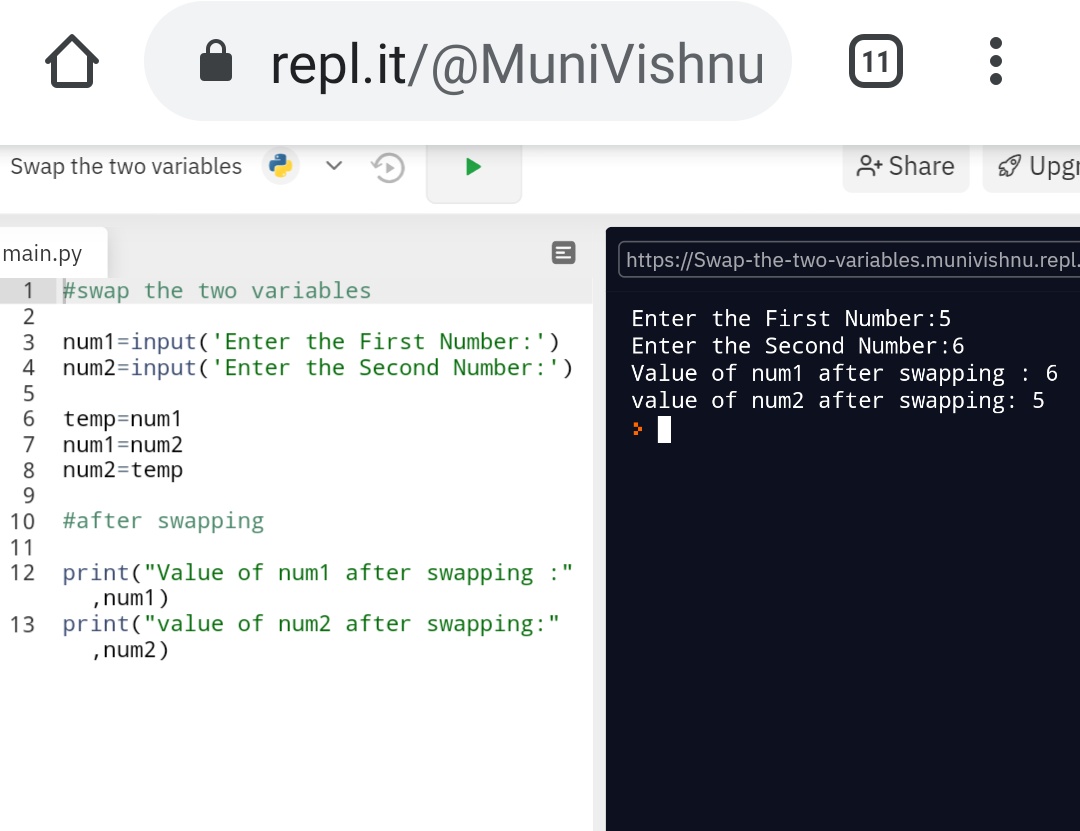 repl.it/@MuniVishnu
11
Swap the two variables
Share
Upgr
main.py
1 #swap the two variables
2
3 num1=input('Enter the First Number:')
4 num2=input('Enter the Second Number:')
5
6 temp=num1
7 num1=num2
8 num2=temp
9
10 #after swapping
11
12 print("Value of num1 after swapping :"
,num1)
13 print("value of num2 after swapping:"
,num2)
https://Swap-the-two-variables.munivishnu.repl.
Enter the First Number:5
Enter the Second Number:6
Value of num1 after swapping : 6
value of num2 after swapping: 5